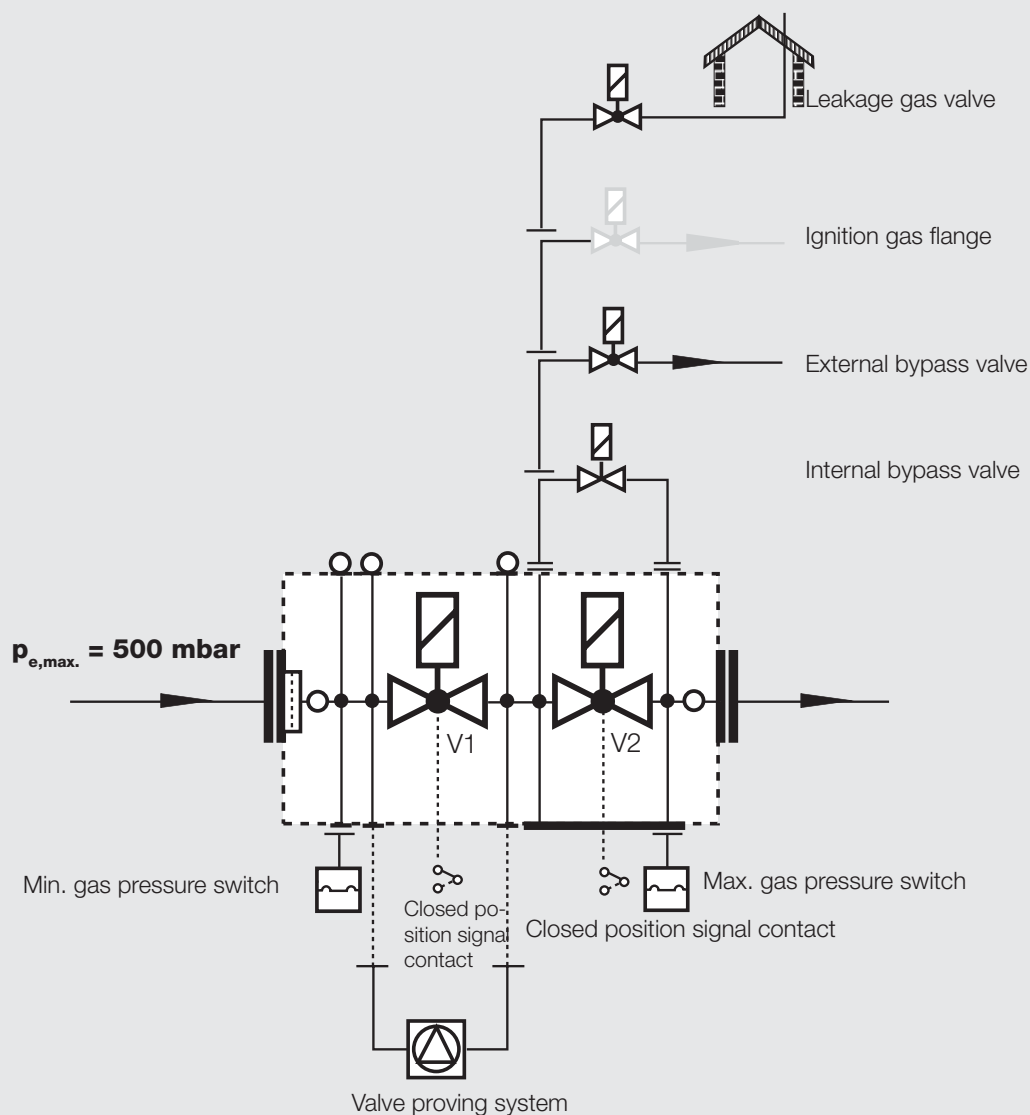 Leakage gas valve
Ignition gas flange
External bypass valve
Internal bypass valve
p e,max. = 500 mbar
V1
V2
Min. gas pressure switch
Max. gas pressure switch
Closed po-
sition signal
contact
Closed position signal contact
Valve proving system